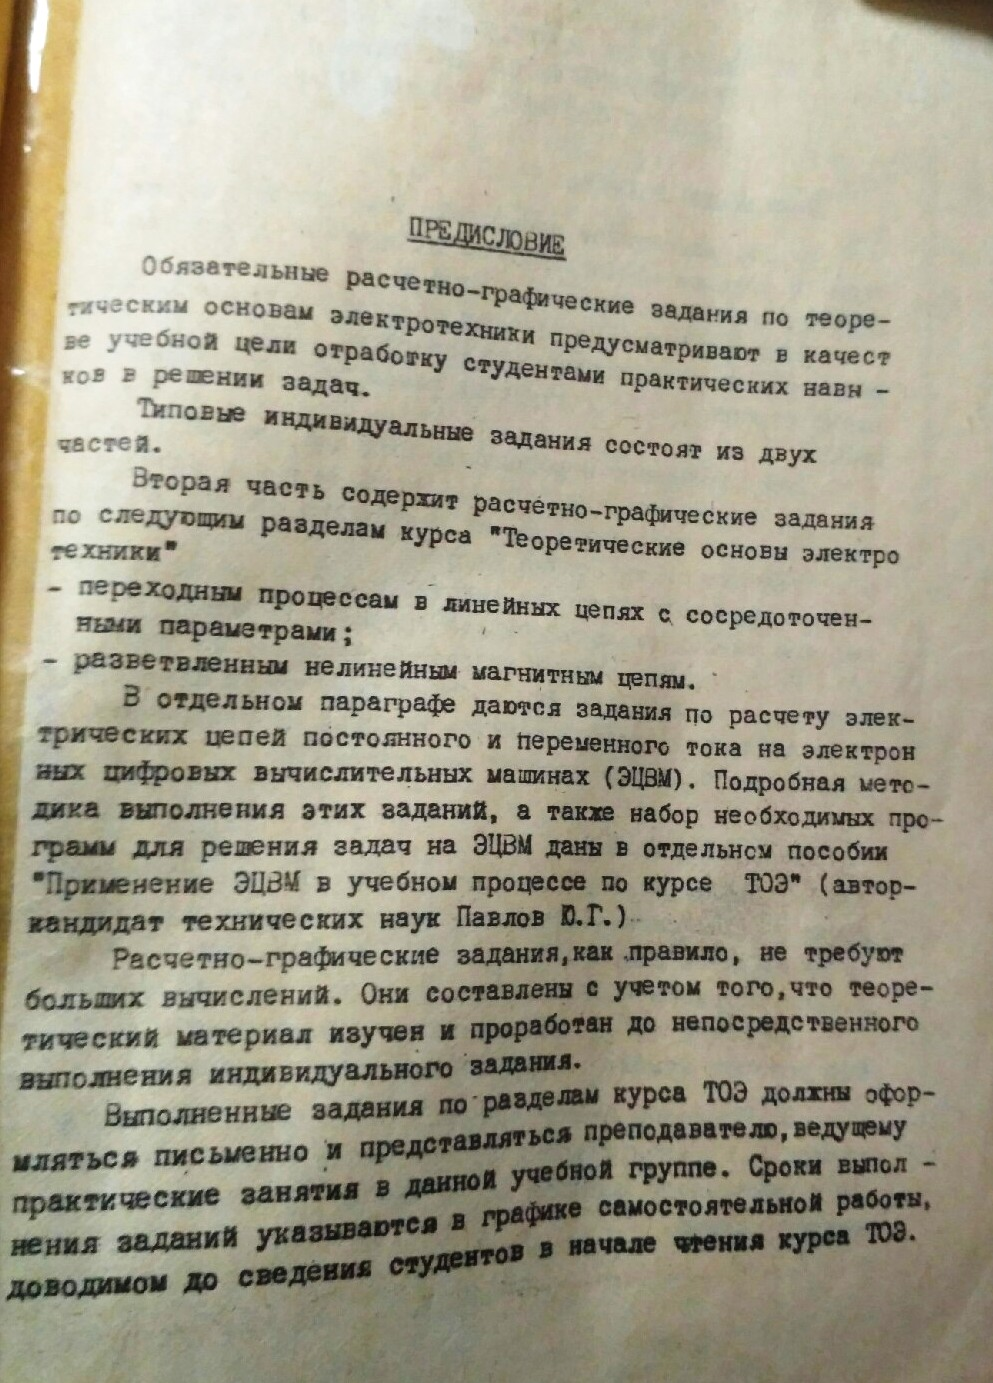 ПРЕДИСЛОВИЕ
Обязательные расчетно-графические задания по теоре-
тическим основам электротехники предусматривают в качест
ве учебной цели отработку студентами практических навы -
ков в решении задач.
Типовые индивидуальные задания состоят из двух
частей.
Вторая часть содержит расчетно-графические задания
по следующим разделам курса "Теоретические основы электро
техники"
- переходным процессам в линейных цепях с сосредоточен-
ными параметрами;
- разветвленным нелинейным магнитным цепям.
В отдельном параграфе даются задания по расчету элек-
трических цепей постоянного и переменного тока на электрон
ных цифровых вычислительных машинах (ЭЦВМ). Подробная мето-
дика выполнения этих заданий, а также набор необходимых про-
грамм для решения задач на ЭЦВМ даны в отдельном пособии
"Применение ЭЦВМ в учебном процессе по курсе ТОЭ" (автор-
кандидат технических наук Павлов Ю.Г.)
Расчетно-графические задания,как правило, не требуют
больших вычислений. Они составлены с учетом того,что теоре-
тический материал изучен и проработан до непосредственного
выполнения индивидуального задания.
Выполненные задания по разделам курса ТОЭ должны офор-
мляться письменно и представляться преподавателю,ведущему
практические занятия в данной учебной группе. Сроки выпол -
нения заданий указываются в графике самостоятельной работы,
доводимом до сведения студентов в начале чтения курса ТОЭ.